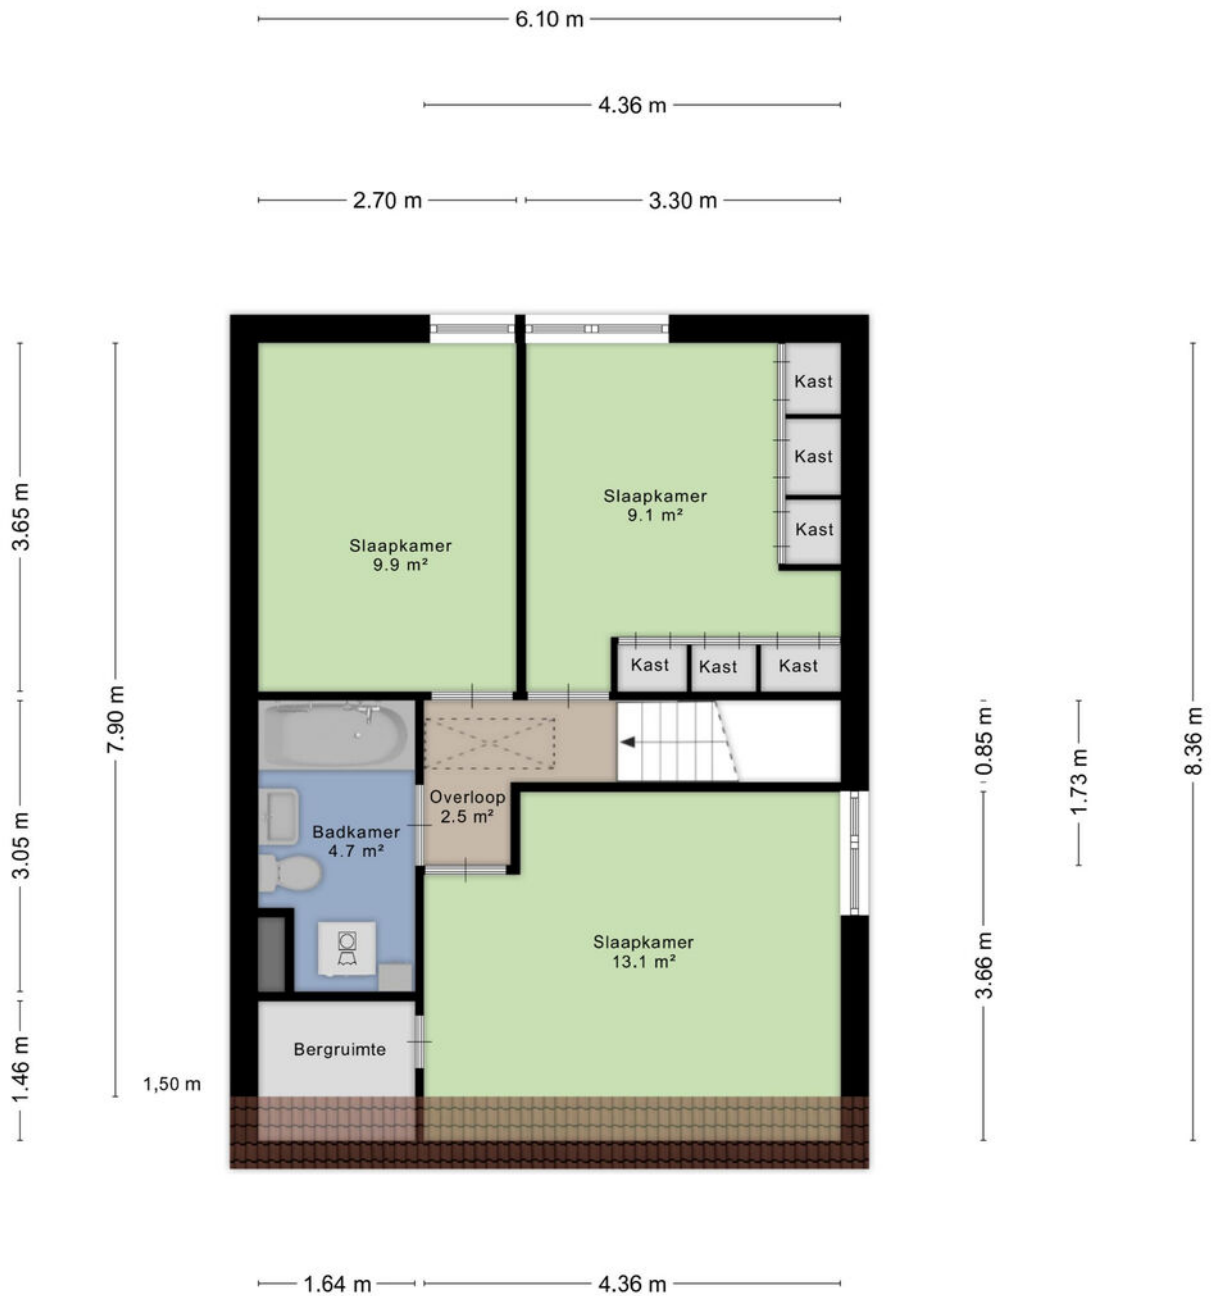 6.10 m
4.36 m
2.70 m
3.30 m
Kast
Kast
Kast
Slaapkamer
9.1 m²
Slaapkamer
9.9 m²
3.65 m
Kast
Kast
Kast
7.90 m
0.85 m
1.73 m
8.36 m
Overloop
2.5 m²
Badkamer
4.7 m²
3.05 m
Slaapkamer
13.1 m²
3.66 m
Bergruimte
1.46 m
1,50 m
1.64 m
4.36 m